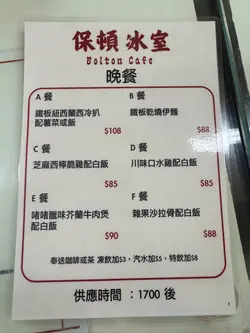 保頓冰室
Bolton Cafe
晚餐
A 餐
鐵板紐西蘭西冷扒
配薯菜或飯
$108
B 餐
鐵板乾燒伊麵
$88
C 餐
芝麻西檸脆雞配白飯
$85
D 餐
川味口水雞配白飯
$85
E 餐
啫啫臘味芥蘭牛肉煲
配白飯
$90
F 餐
雜果沙拉骨配白飯
$88
奉送咖啡或茶 凍飲加$3、汽水加$5、特飲加$8
供應時間：1700 後